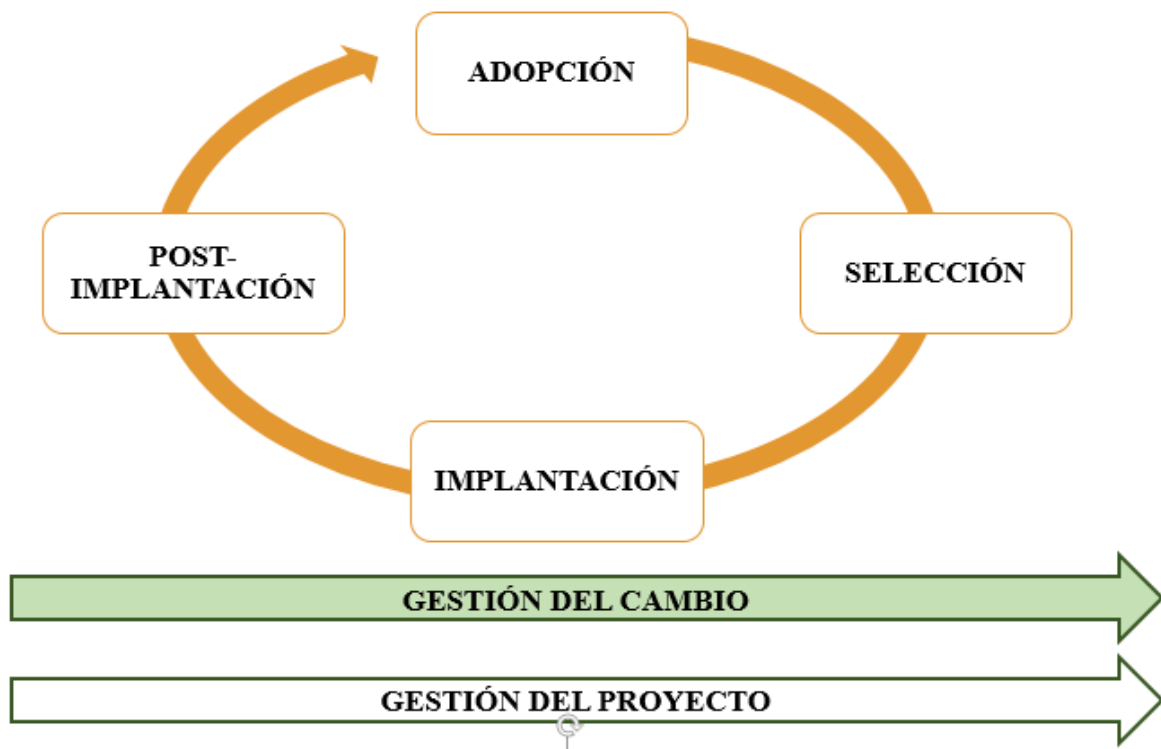 ADOPCIÓN
POST-
IMPLANTACIÓN
SELECCIÓN
IMPLANTACIÓN
GESTIÓN DEL CAMBIO
GESTIÓN DEL PROYECTO